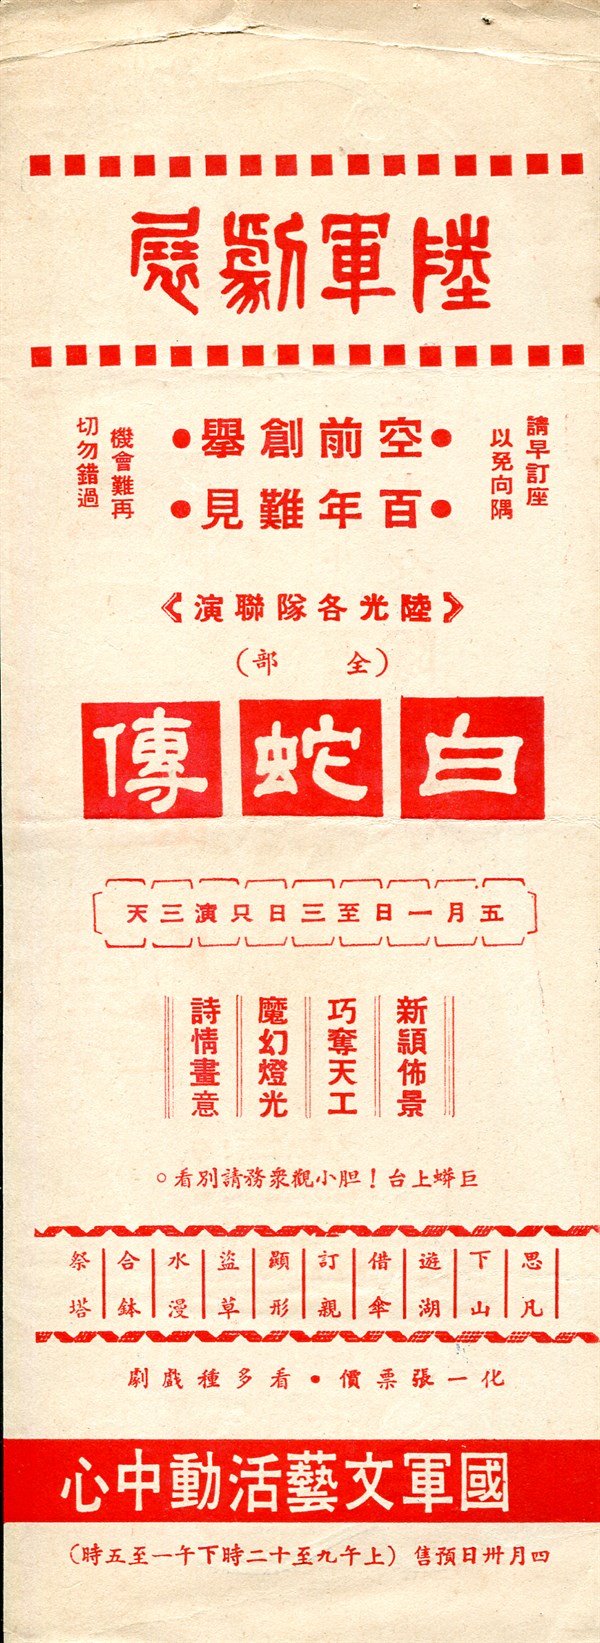 陸軍劇展
請早訂座
以免向隅
•空前創舉•
•百年難見•
機會難再
切勿錯過
《陸光各隊聯演》
（全部）
白蛇傳
五月一日至三日只演三天
新頴佈景
巧奪天工
魔幻燈光
詩情畫意
巨蟒上台！胆小觀衆務請別看。
思凡
下山
遊湖
借傘
訂親
顯形
盜草
水漫
合鉢
祭塔
化一張票價•看多種戲劇
國軍文藝活動中心
四月卅日預售（上午九至十二時下午一至五時）